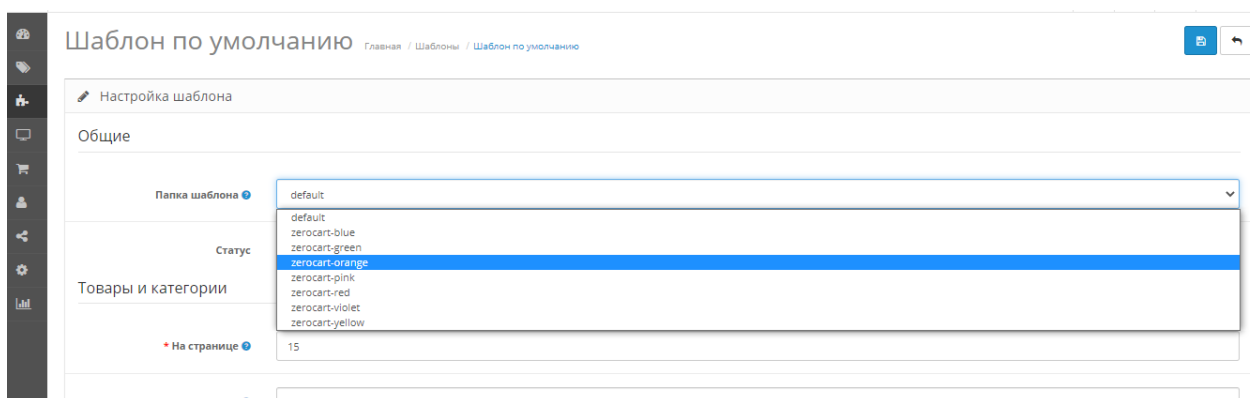 Шаблон по умолчанию Главная / Шаблоны / Шаблон по умолчанию
Настройка шаблона
Общие
Папка шаблона default
default
zerocart-blue
zerocart-green
Статус
zerocart-orange
zerocart-pink
Товары и категории
zerocart-red
zerocart-violet
zerocart-yellow
* На странице 15